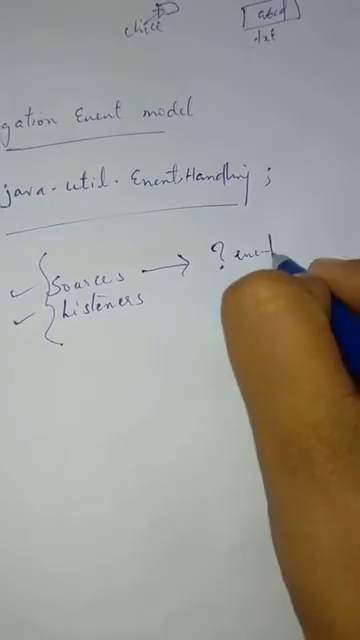 click
abcd
txt
gation Event model
java.util.EventHandling;
Sources → ? event
Listeners